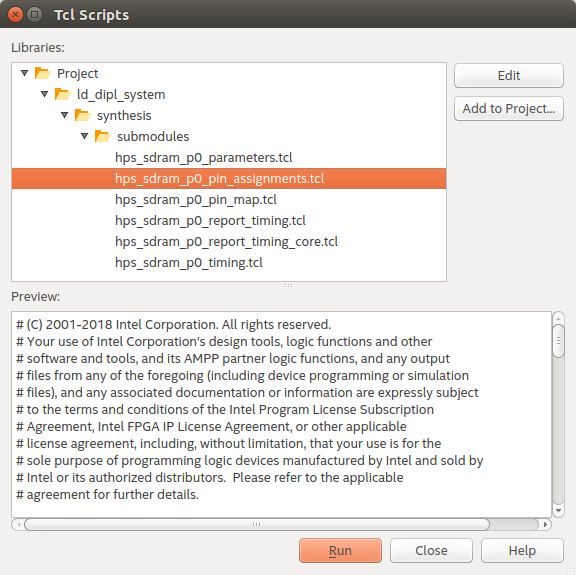 Tcl Scripts
Libraries:
Project
ld_dipl_system
synthesis
submodules
hps_sdram_p0_parameters.tcl
hps_sdram_p0_pin_assignments.tcl
hps_sdram_p0_pin_map.tcl
hps_sdram_p0_report_timing.tcl
hps_sdram_p0_report_timing_core.tcl
hps_sdram_p0_timing.tcl
Edit
Add to Project...
Preview:
# (C) 2001-2018 Intel Corporation. All rights reserved.
# Your use of Intel Corporation's design tools, logic functions and other
# software and tools, and its AMPP partner logic functions, and any output
# files from any of the foregoing (including device programming or simulation
# files), and any associated documentation or information are expressly subject
# to the terms and conditions of the Intel Program License Subscription
# Agreement, Intel FPGA IP License Agreement, or other applicable
# license agreement, including, without limitation, that your use is for the
# sole purpose of programming logic devices manufactured by Intel and sold by
# Intel or its authorized distributors.  Please refer to the applicable
# agreement for further details.
Run
Close
Help